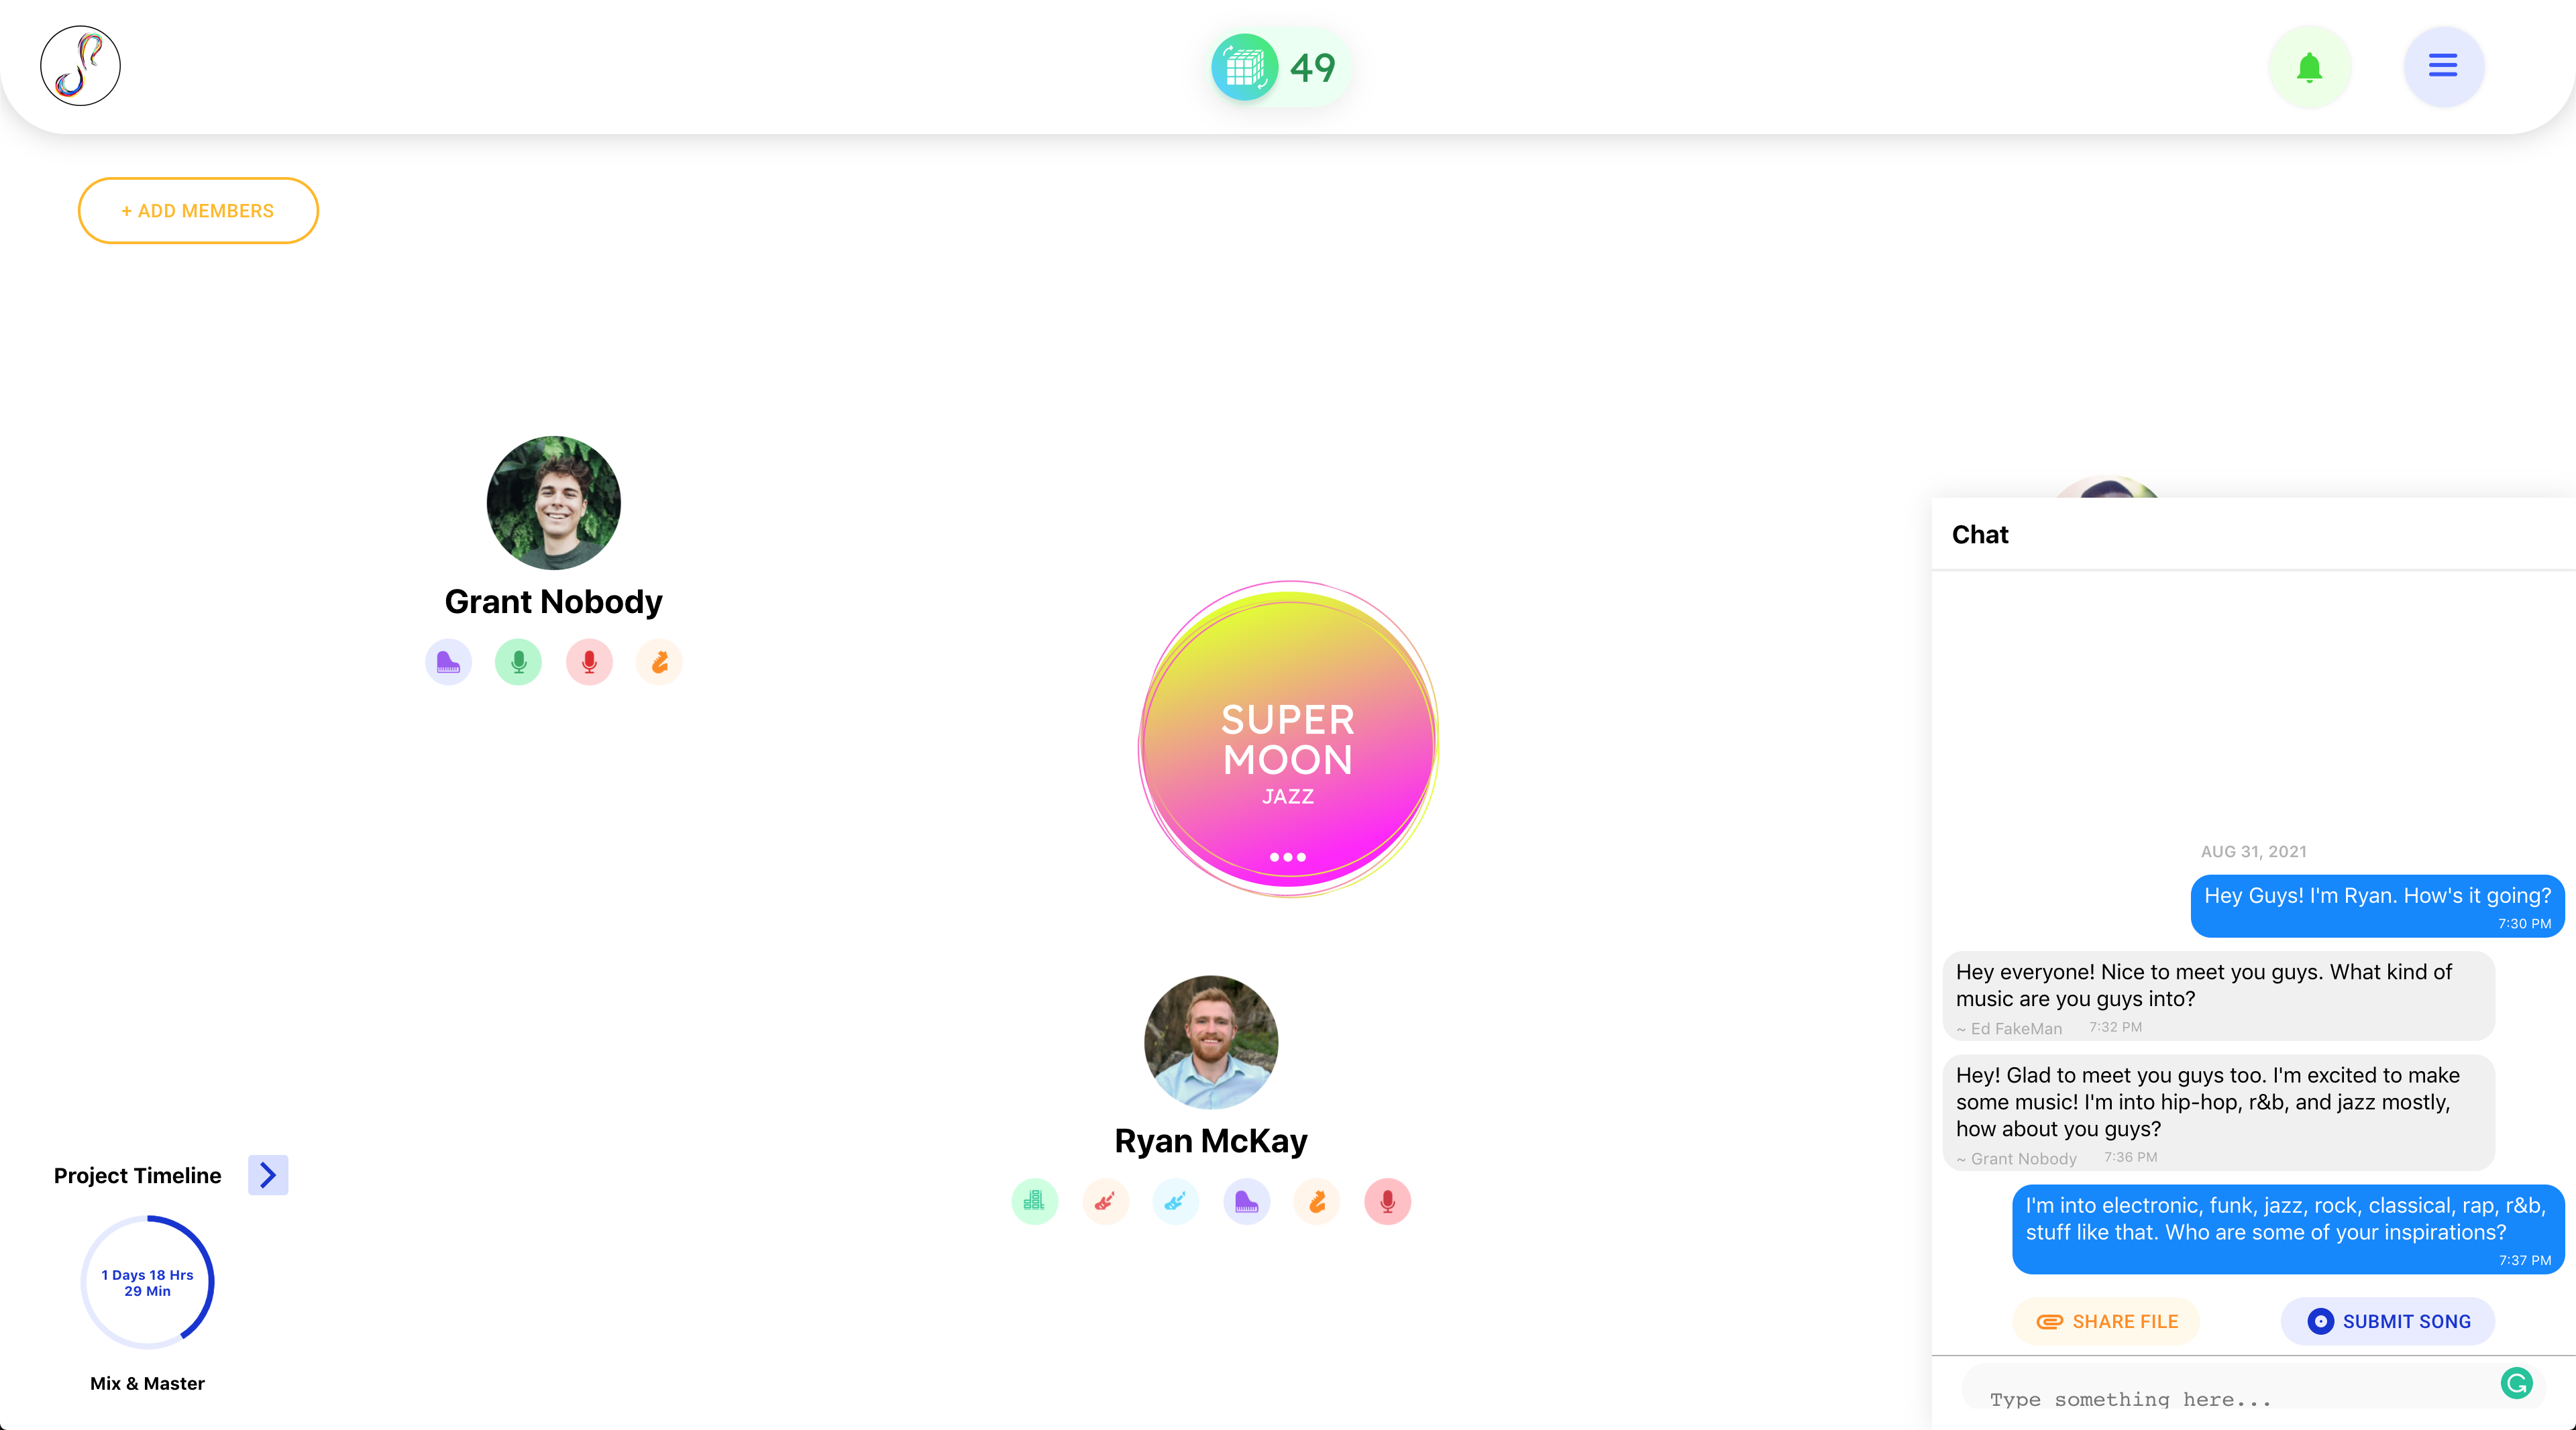 49
+ ADD MEMBERS
Grant Nobody
SUPER
MOON
JAZZ
Ryan McKay
Project Timeline
1 Days 18 Hrs
29 Min
Mix & Master
Chat
AUG 31, 2021
Hey Guys! I'm Ryan. How's it going?
7:30 PM
Hey everyone! Nice to meet you guys. What kind of
music are you guys into?
~ Ed FakeMan 7:32 PM
Hey! Glad to meet you guys too. I'm excited to make
some music! I'm into hip-hop, r&b, and jazz mostly,
how about you guys?
~ Grant Nobody 7:36 PM
I'm into electronic, funk, jazz, rock, classical, rap, r&b,
stuff like that. Who are some of your inspirations?
7:37 PM
SHARE FILE
SUBMIT SONG
Type something here...